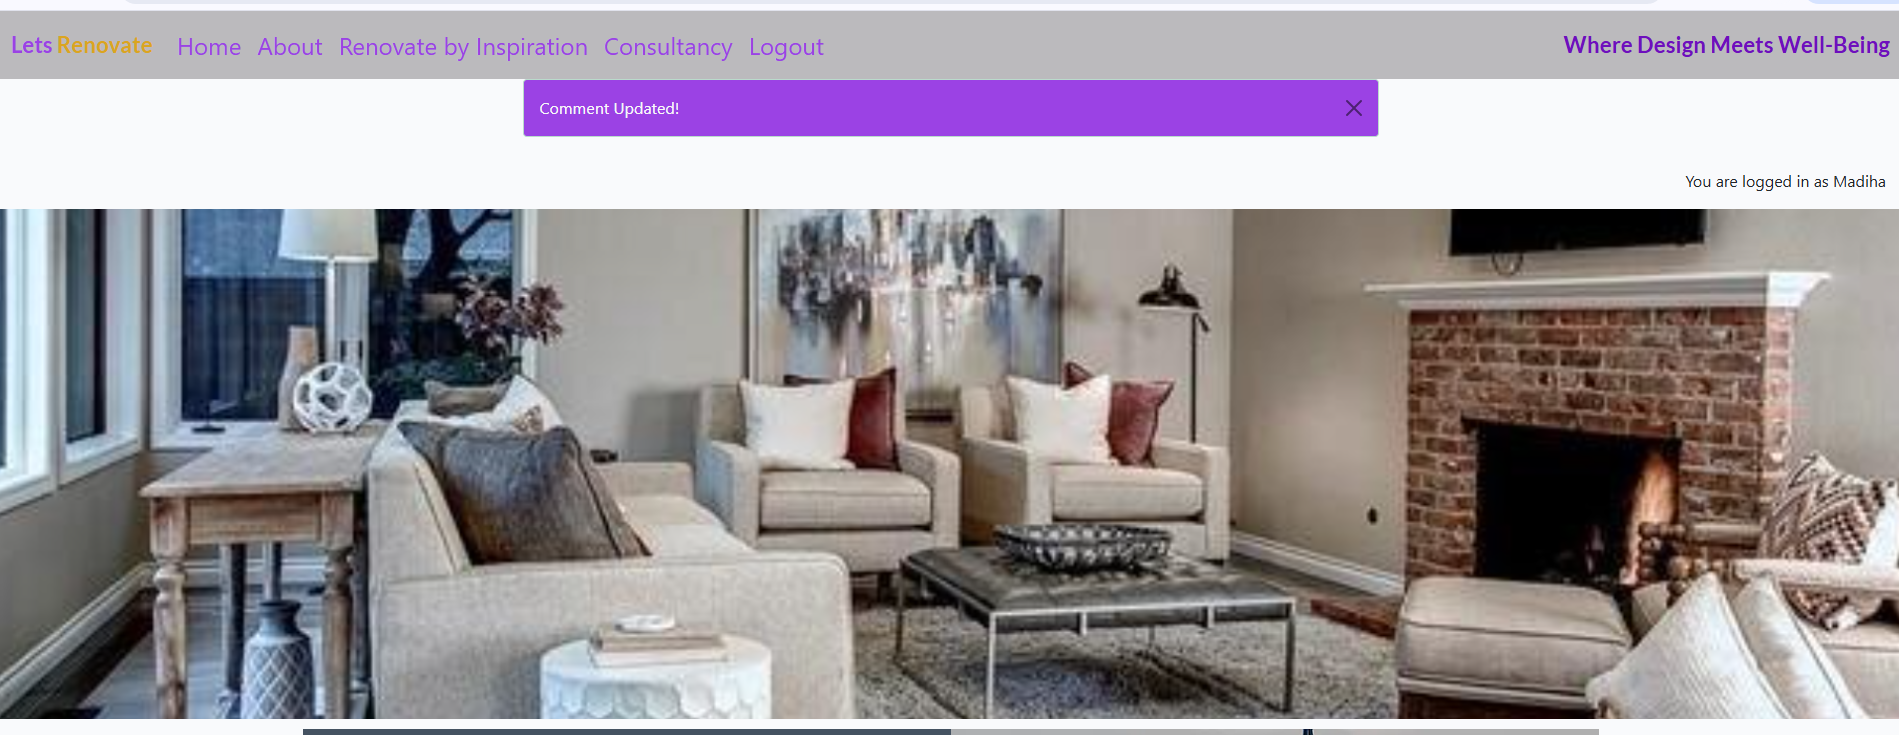 Lets Renovate Home About Renovate by Inspiration Consultancy Logout Where Design Meets Well-Being
Comment Updated!
You are logged in as Madiha